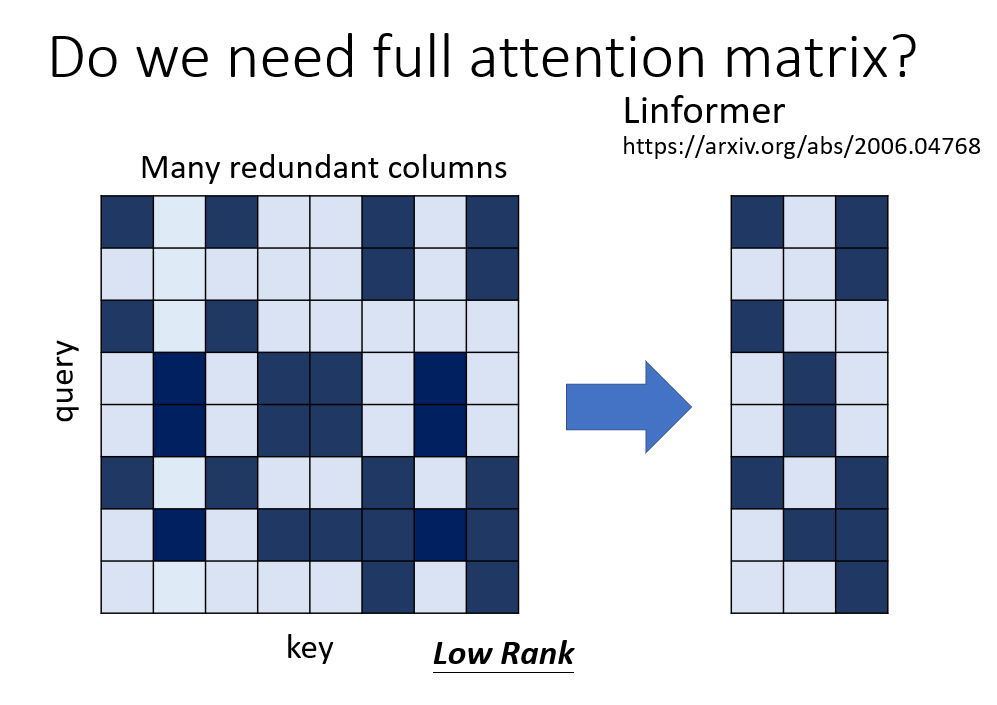 Do we need full attention matrix?
Linformer
https://arxiv.org/abs/2006.04768
Many redundant columns
query
key
Low Rank